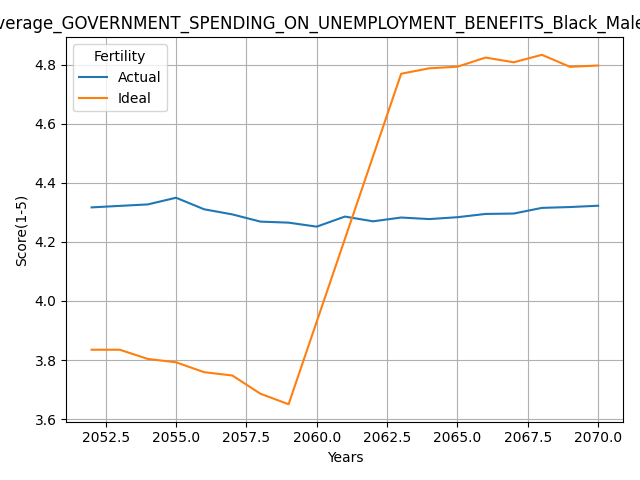 verage_GOVERNMENT_SPENDING_ON_UNEMPLOYMENT_BENEFITS_Black_Male
Fertility
Actual
Ideal
Score(1-5)
4.8
4.6
4.4
4.2
4.0
3.8
3.6
2052.5 2055.0 2057.5 2060.0 2062.5 2065.0 2067.5 2070.0
Years